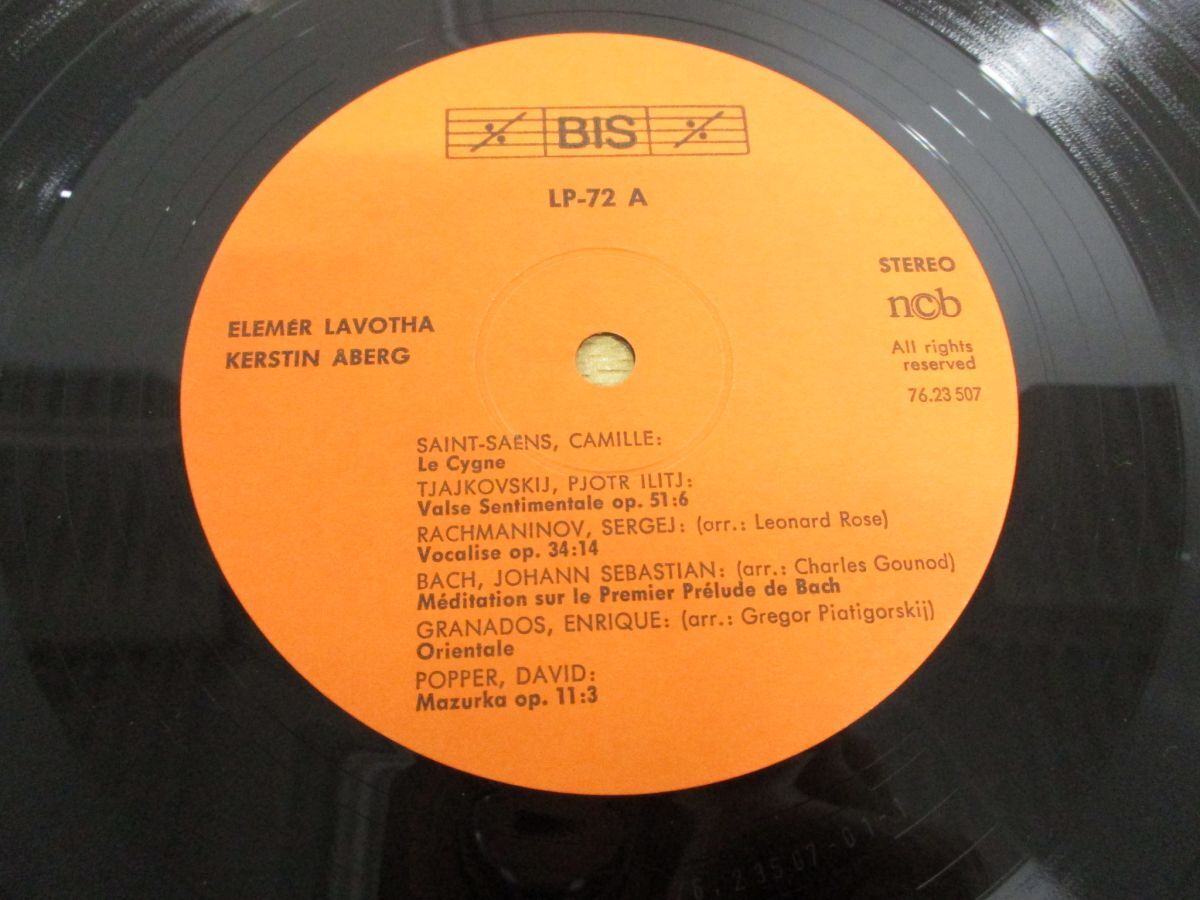 BIS
LP-72 A
STEREO
ncb
All rights
reserved
76.23 507
ELEMÉR LAVOTHA
KERSTIN ÅBERG
SAINT-SAËNS, CAMILLE:
Le Cygne
TJAJKOVSKIJ, PJOTR ILITJ:
Valse Sentimentale op. 51:6
RACHMANINOV, SERGEJ: (arr.: Leonard Rose)
Vocalise op. 34:14
BACH, JOHANN SEBASTIAN: (arr.: Charles Gounod)
Méditation sur le Premier Prélude de Bach
GRANADOS, ENRIQUE: (arr.: Gregor Piatigorskij)
Orientale
POPPER, DAVID:
Mazurka op. 11:3